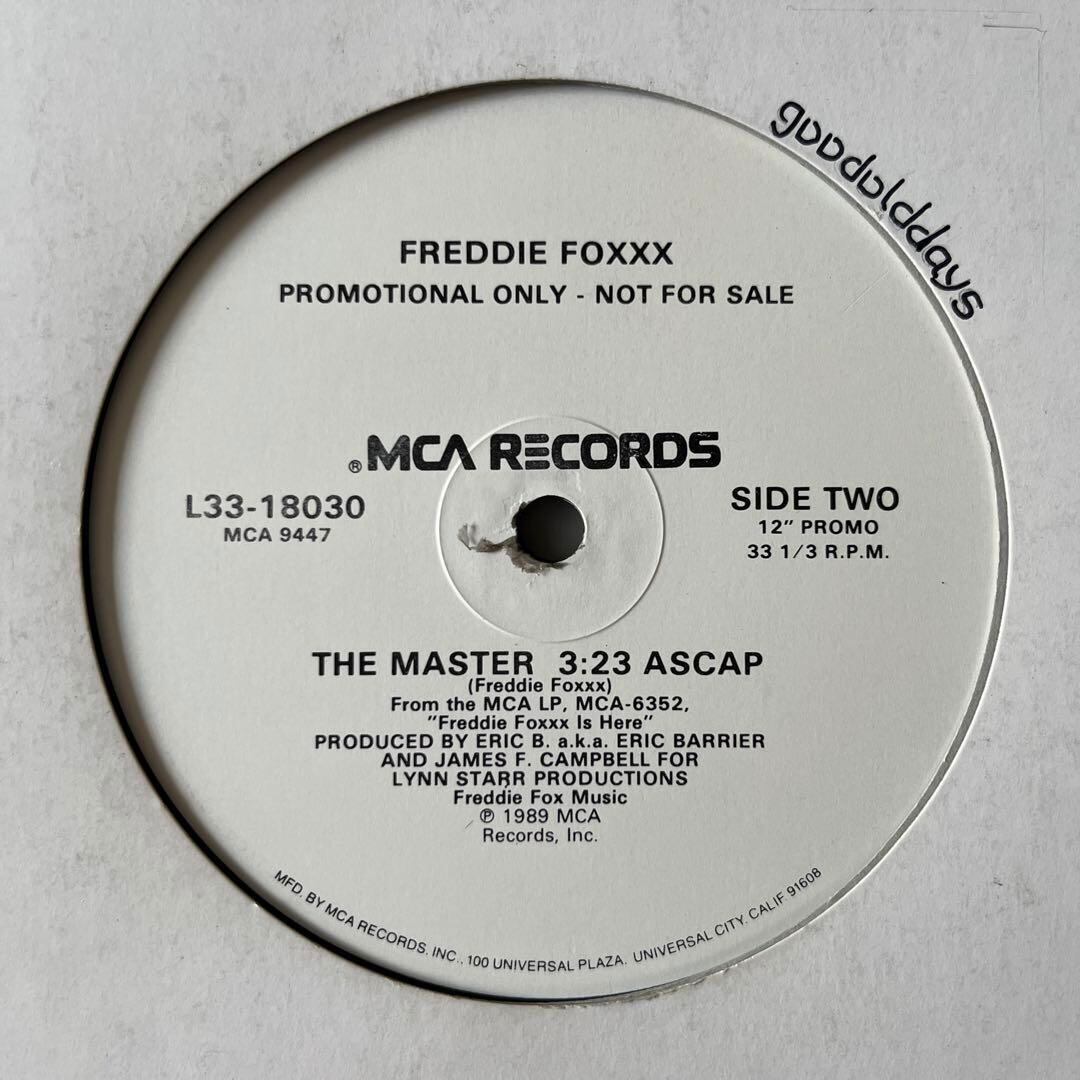 goodolddays
FREDDIE FOXXX
PROMOTIONAL ONLY - NOT FOR SALE
® MCA RECORDS
L33-18030
MCA 9447
SIDE TWO
12" PROMO
33 1/3 R.P.M.
THE MASTER 3:23 ASCAP
(Freddie Foxxx)
From the MCA LP, MCA-6352,
"Freddie Foxxx Is Here"
PRODUCED BY ERIC B. a.k.a. ERIC BARRIER
AND JAMES F. CAMPBELL FOR
LYNN STARR PRODUCTIONS
Freddie Fox Music
℗ 1989 MCA
Records, Inc.
MFD. BY MCA RECORDS, INC., 100 UNIVERSAL PLAZA, UNIVERSAL CITY, CALIF. 91608